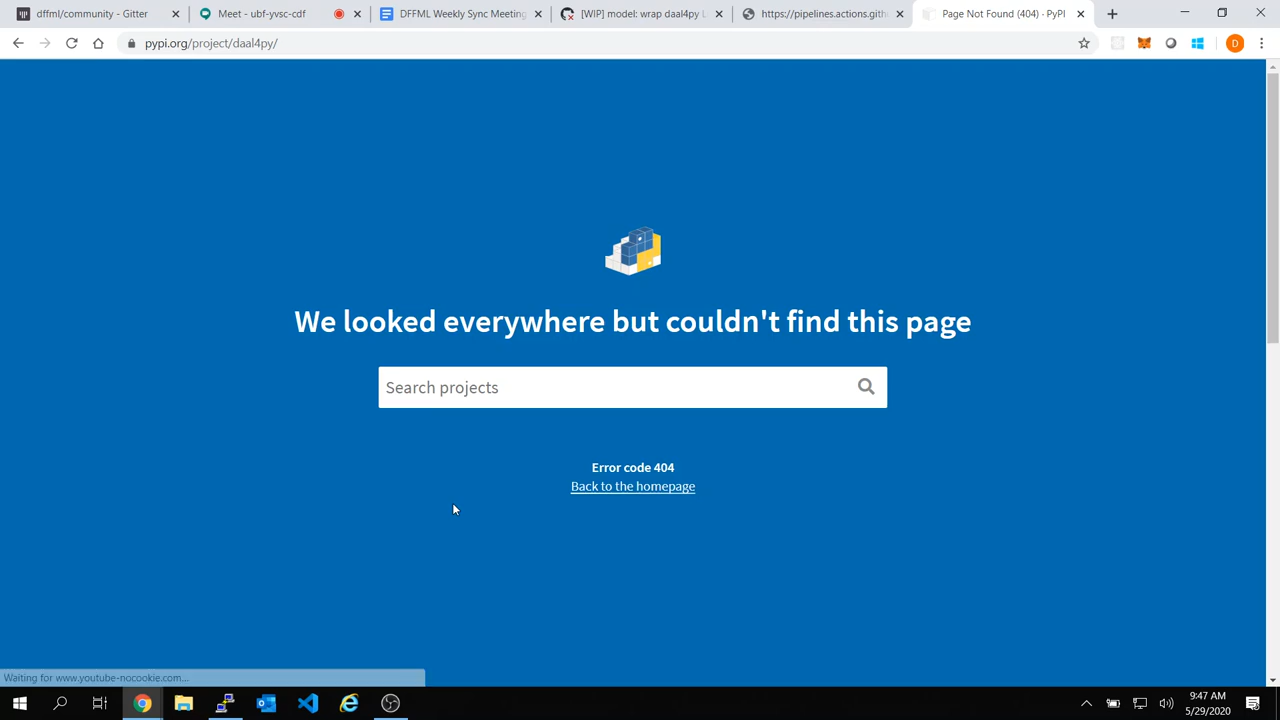 dffml/community - Gitter
Meet - ubf-yvsc-cdf
DFFML Weekly Sync Meeting
[WIP] model: wrap daal4py L
https://pipelines.actions.gith
Page Not Found (404) · PyPI
pypi.org/project/daal4py/
D
We looked everywhere but couldn't find this page
Search projects
Error code 404
Back to the homepage
Waiting for www.youtube-nocookie.com...
9:47 AM
5/29/2020